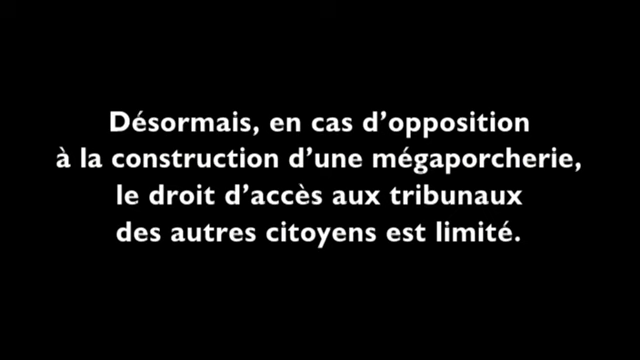 Désormais, en cas d’opposition
à la construction d’une mégaporcherie,
le droit d’accès aux tribunaux
des autres citoyens est limité.